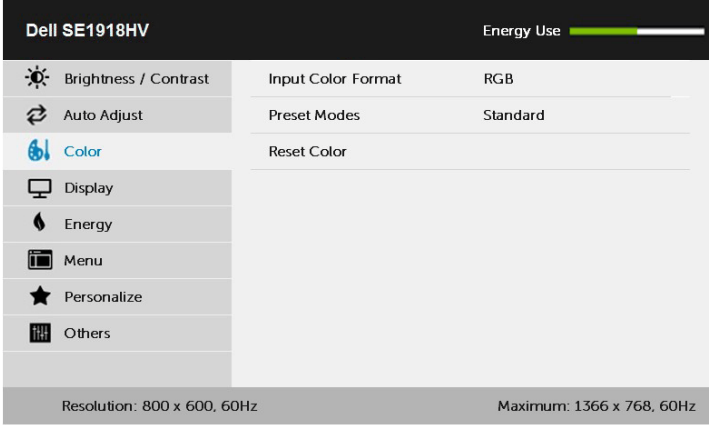 Dell SE1918HV
Energy Use
Brightness / Contrast
Auto Adjust
Color
Display
Energy
Menu
Personalize
Others
Input Color Format RGB
Preset Modes Standard
Reset Color
Resolution: 800 x 600, 60Hz
Maximum: 1366 x 768, 60Hz